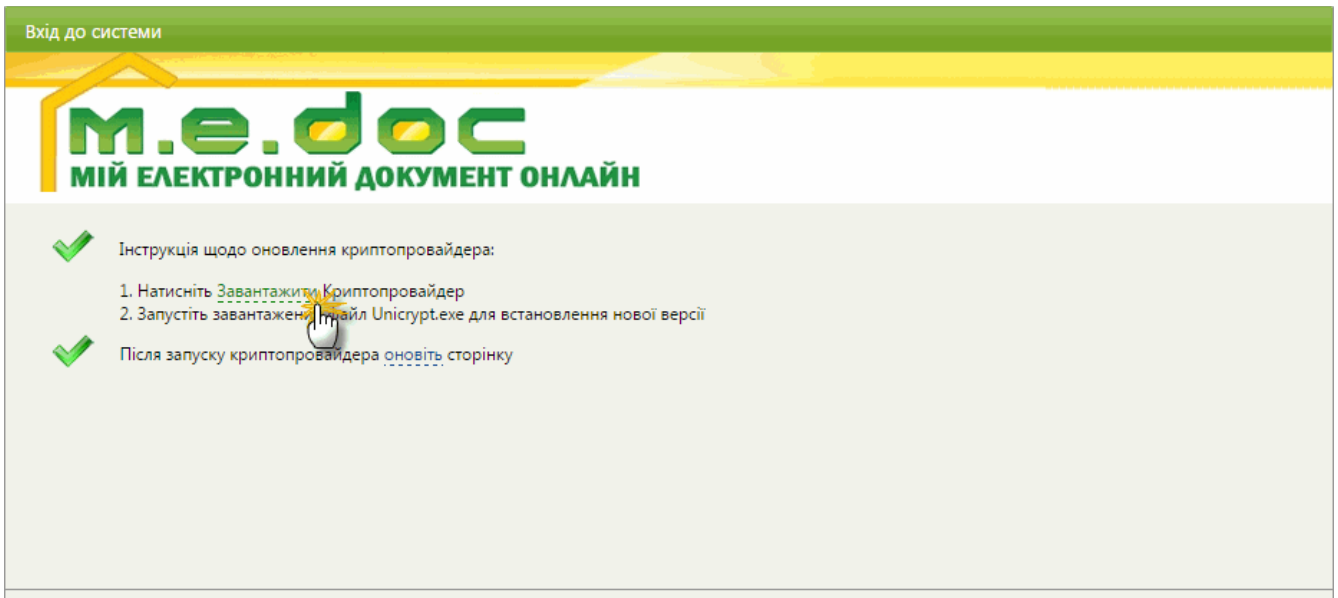 Вхід до системи
m.e.doc
МІЙ ЕЛЕКТРОННИЙ ДОКУМЕНТ ОНЛАЙН
Інструкція щодо оновлення криптопровайдера:
1. Натисніть Завантажити Криптопровайдер
2. Запустіть Unicrypt.exe для встановлення нової версії
Після запуску криптопровайдера оновіть сторінку